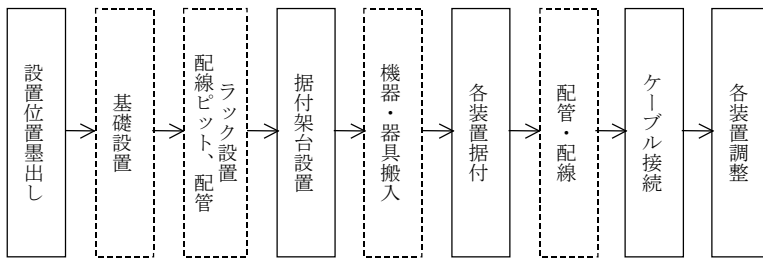 設置位置墨出し
基礎設置
ラック設置
配線ピット、配管
据付架台設置
機器・器具搬入
各装置据付
配管・配線
ケーブル接続
各装置調整